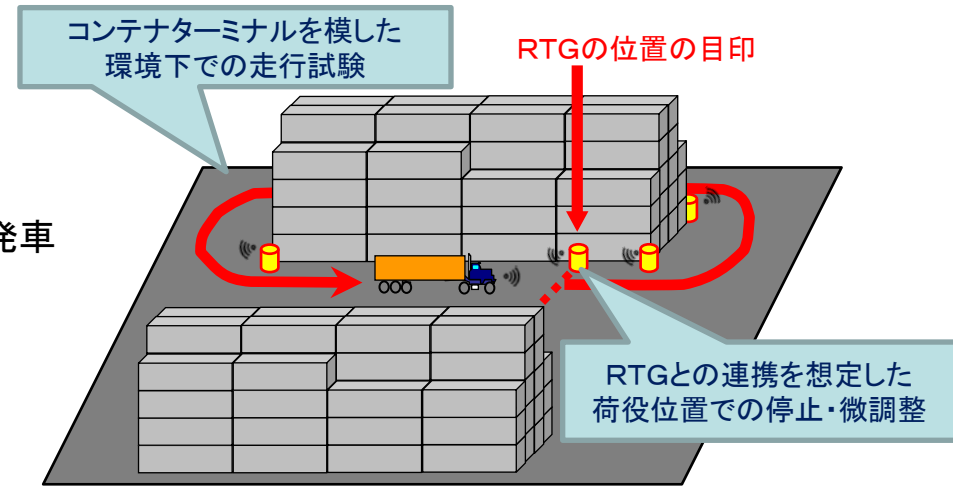 コンテナターミナルを模した
環境下での走行試験
RTGの位置の目印
発車
RTGとの連携を想定した
荷役位置での停止・微調整